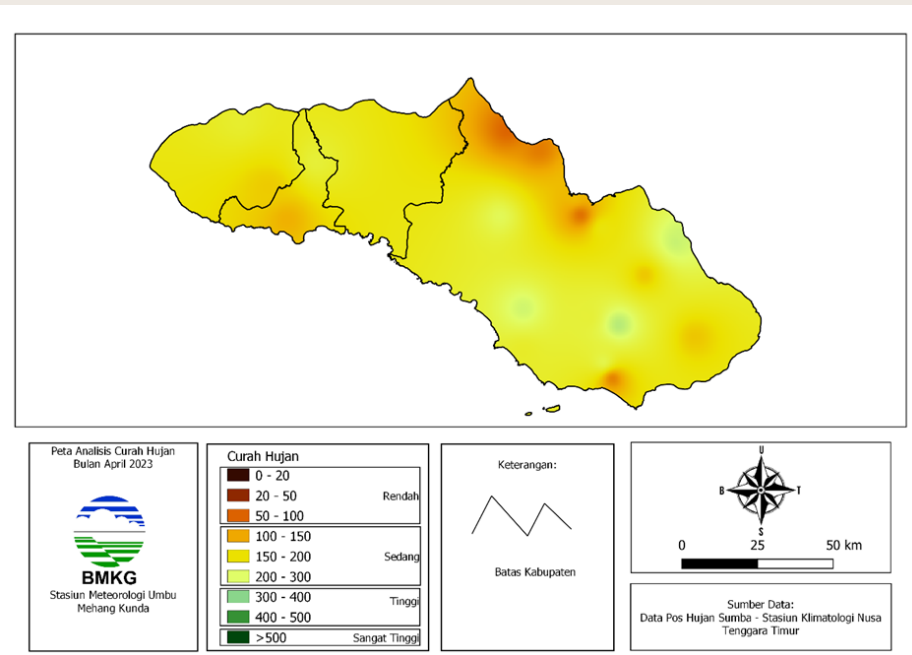 Peta Analisis Curah Hujan
Bulan April 2023
BMKG
Stasiun Meteorologi Umbu
Mehang Kunda
Curah Hujan
0 - 20
20 - 50 Rendah
50 - 100
100 - 150
150 - 200 Sedang
200 - 300
300 - 400 Tinggi
400 - 500
>500 Sangat Tinggi
Keterangan:
Batas Kabupaten
U
B T
S
0 25 50 km
Sumber Data:
Data Pos Hujan Sumba - Stasiun Klimatologi Nusa
Tenggara Timur